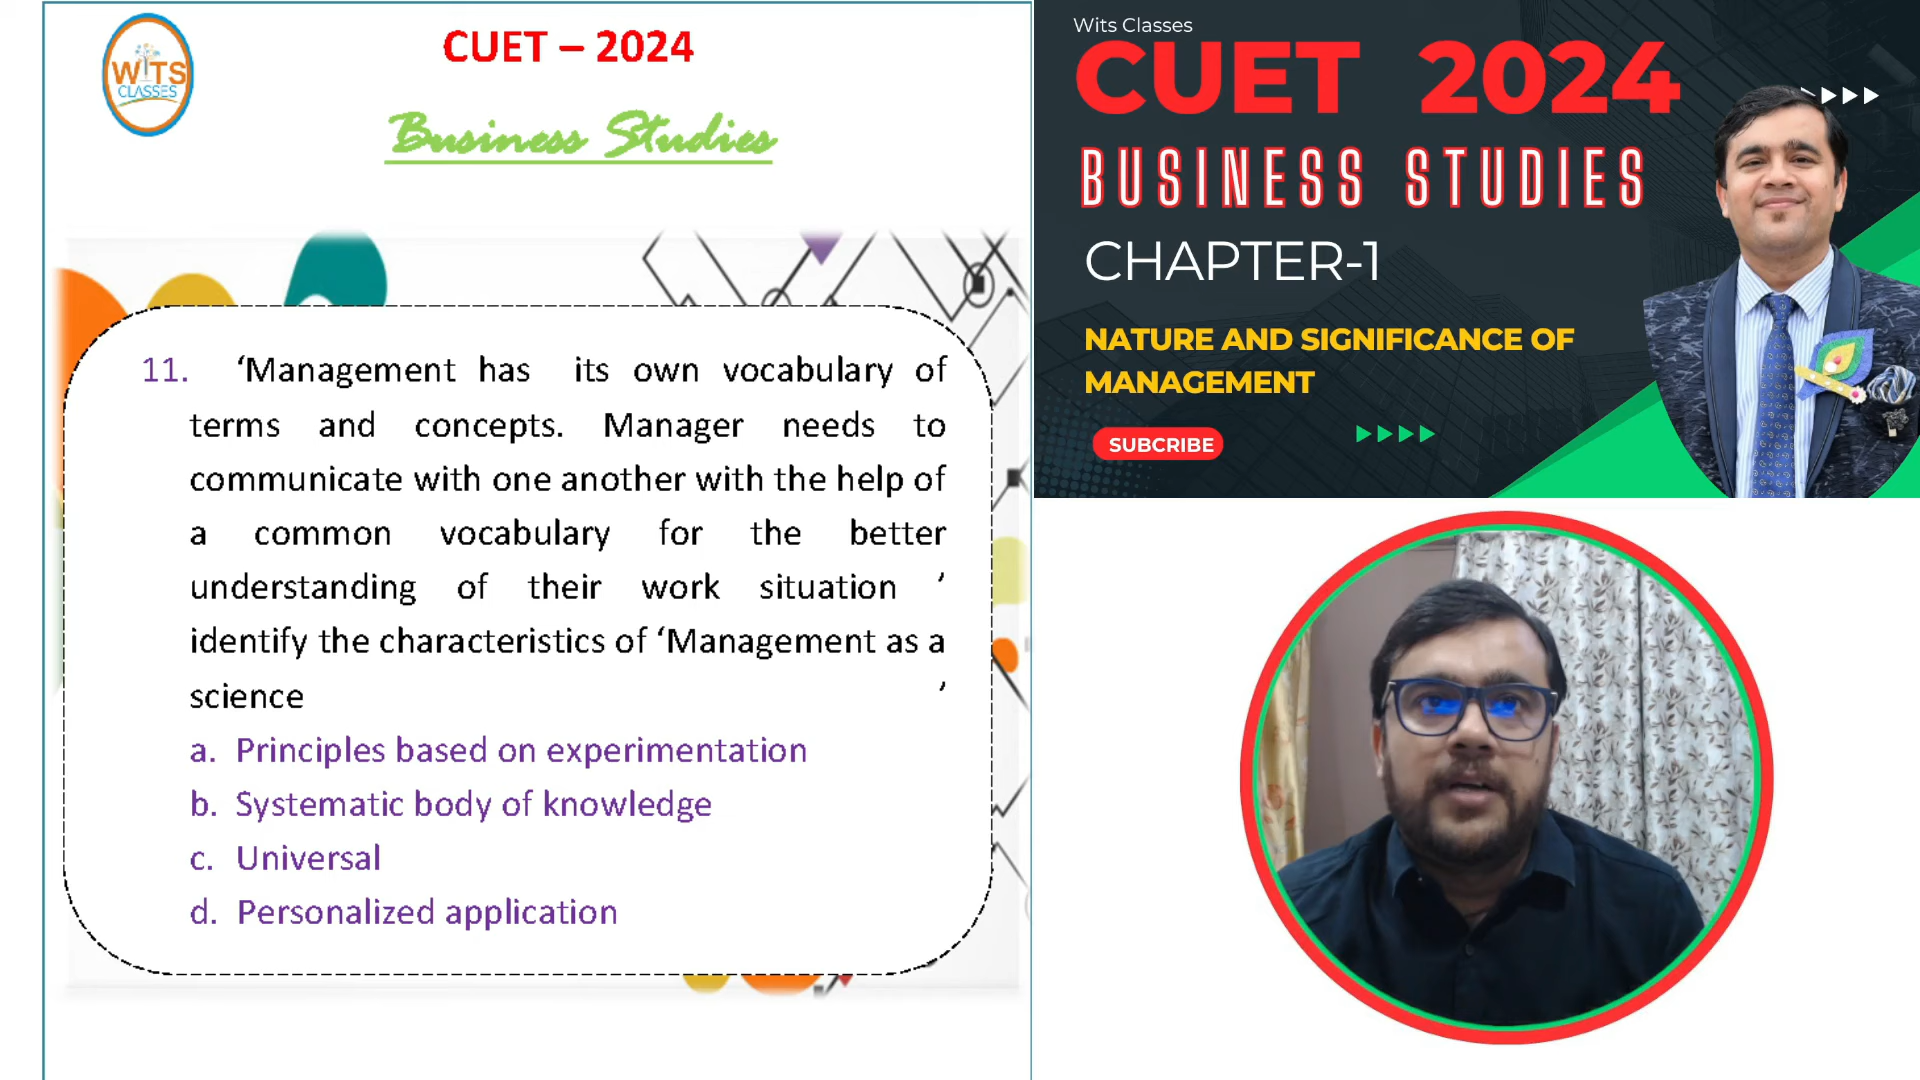 WITS
CLASSES
CUET – 2024
Business Studies
11. ‘Management has its own vocabulary of
terms and concepts. Manager needs to
communicate with one another with the help of
a common vocabulary for the better
understanding of their work situation ’
identify the characteristics of ‘Management as a
science ’
a. Principles based on experimentation
b. Systematic body of knowledge
c. Universal
d. Personalized application
Wits Classes
CUET 2024
BUSINESS STUDIES
CHAPTER-1
NATURE AND SIGNIFICANCE OF
MANAGEMENT
SUBCRIBE